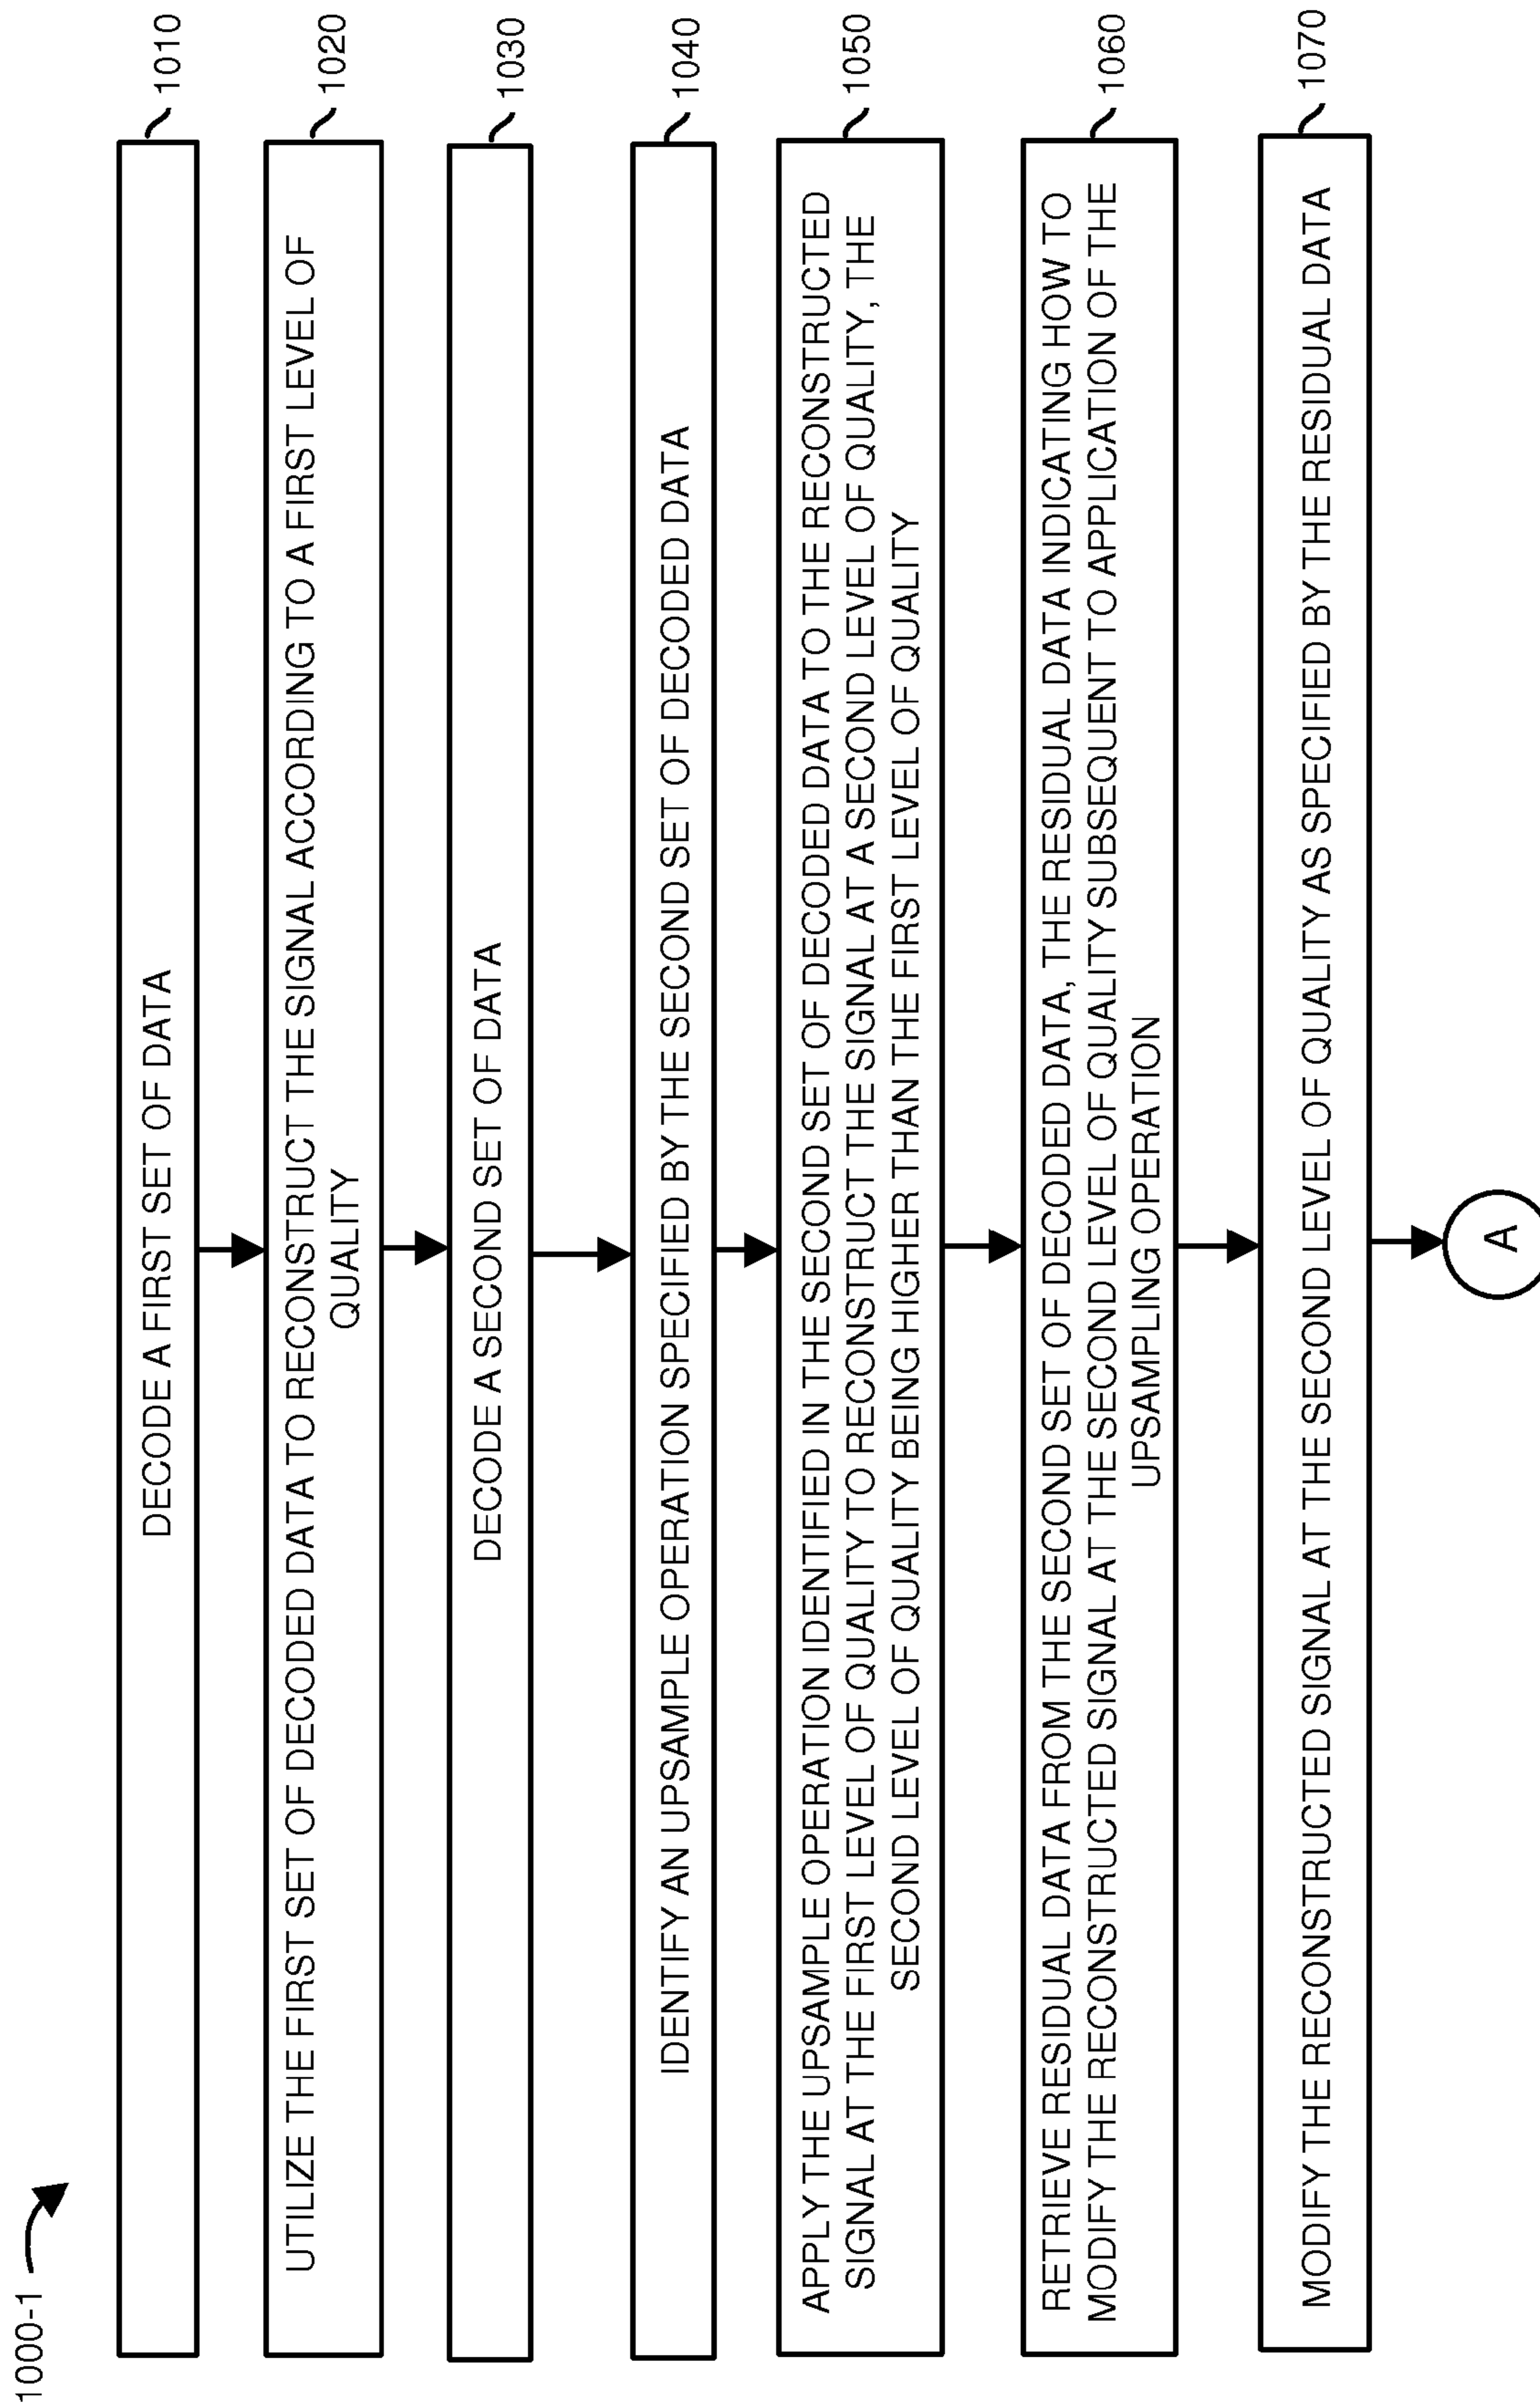 1000-1
DECODE A FIRST SET OF DATA
1010
UTILIZE THE FIRST SET OF DECODED DATA TO RECONSTRUCT THE SIGNAL ACCORDING TO A FIRST LEVEL OF
QUALITY
1020
DECODE A SECOND SET OF DATA
1030
IDENTIFY AN UPSAMPLE OPERATION SPECIFIED BY THE SECOND SET OF DECODED DATA
1040
APPLY THE UPSAMPLE OPERATION IDENTIFIED IN THE SECOND SET OF DECODED DATA TO THE RECONSTRUCTED
SIGNAL AT THE FIRST LEVEL OF QUALITY TO RECONSTRUCT THE SIGNAL AT A SECOND LEVEL OF QUALITY, THE
SECOND LEVEL OF QUALITY BEING HIGHER THAN THE FIRST LEVEL OF QUALITY
1050
RETRIEVE RESIDUAL DATA FROM THE SECOND SET OF DECODED DATA, THE RESIDUAL DATA INDICATING HOW TO
MODIFY THE RECONSTRUCTED SIGNAL AT THE SECOND LEVEL OF QUALITY SUBSEQUENT TO APPLICATION OF THE
UPSAMPLING OPERATION
1060
MODIFY THE RECONSTRUCTED SIGNAL AT THE SECOND LEVEL OF QUALITY AS SPECIFIED BY THE RESIDUAL DATA
1070
A